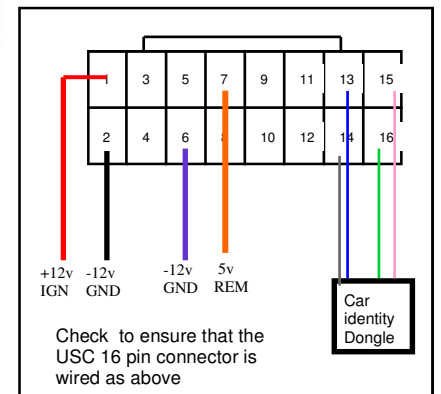 1 3 5 7 9 11 13 15
2 4 6 8 10 12 14 16
+12v -12v -12v 5v
IGN GND GND REM
Car
identity
Dongle
Check to ensure that the
USC 16 pin connector is
wired as above